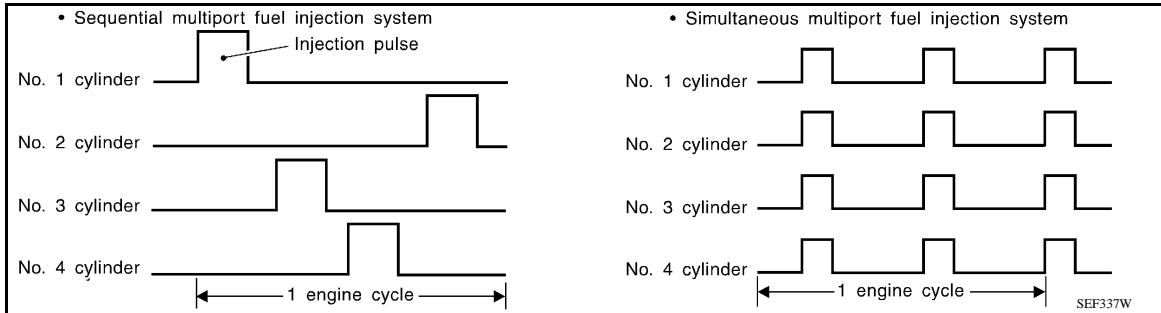 • Sequential multiport fuel injection system
Injection pulse
No. 1 cylinder
No. 2 cylinder
No. 3 cylinder
No. 4 cylinder
1 engine cycle
• Simultaneous multiport fuel injection system
No. 1 cylinder
No. 2 cylinder
No. 3 cylinder
No. 4 cylinder
1 engine cycle
SEF337W